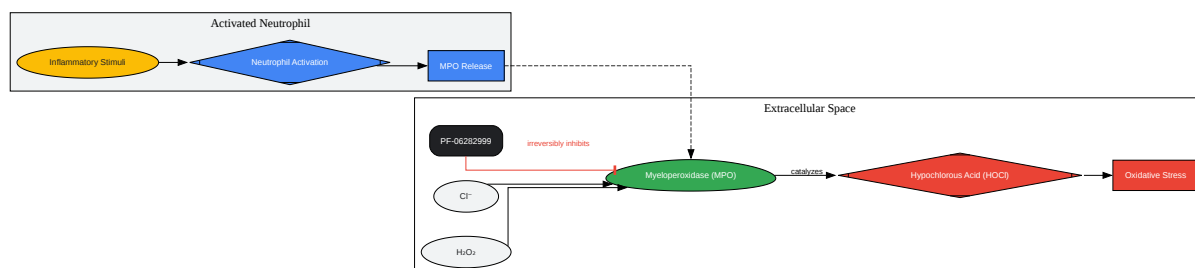 Activated Neutrophil
Inflammatory Stimuli
Neutrophil Activation
MPO Release
Extracellular Space
PF-06282999
irreversibly inhibits
Myeloperoxidase (MPO)
catalyzes
Hypochlorous Acid (HOCl)
Oxidative Stress
Cl⁻
H₂O₂